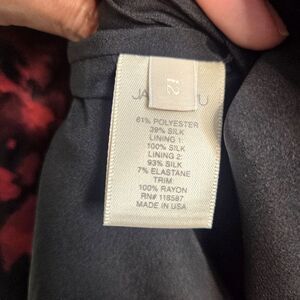 12
61% POLYESTER
39% SILK
LINING 1:
100% SILK
LINING 2:
93% SILK
7% ELASTANE
TRIM:
100% RAYON
RN# 118587
MADE IN USA